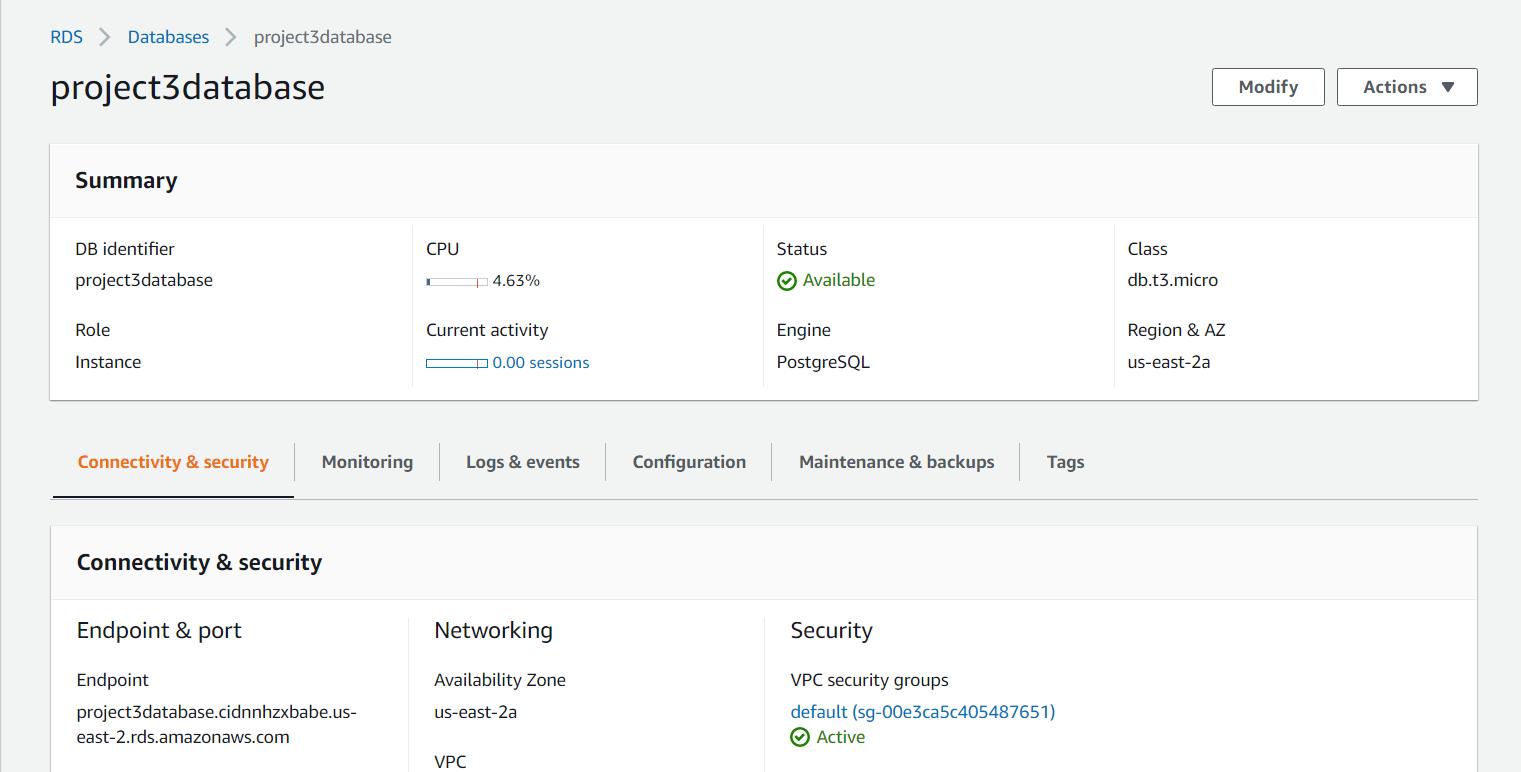 RDS Databases project3database
project3database
Modify Actions
Summary
DB identifier CPU Status Class
project3database 4.63% Available db.t3.micro
Role Current activity Engine Region & AZ
Instance 0.00 sessions PostgreSQL us-east-2a
Connectivity & security Monitoring Logs & events Configuration Maintenance & backups Tags
Connectivity & security
Endpoint & port Networking Security
Endpoint Availability Zone VPC security groups
project3database.cidnnhzxbabe.us- us-east-2a default (sg-00e3ca5c405487651)
east-2.rds.amazonaws.com Active
VPC